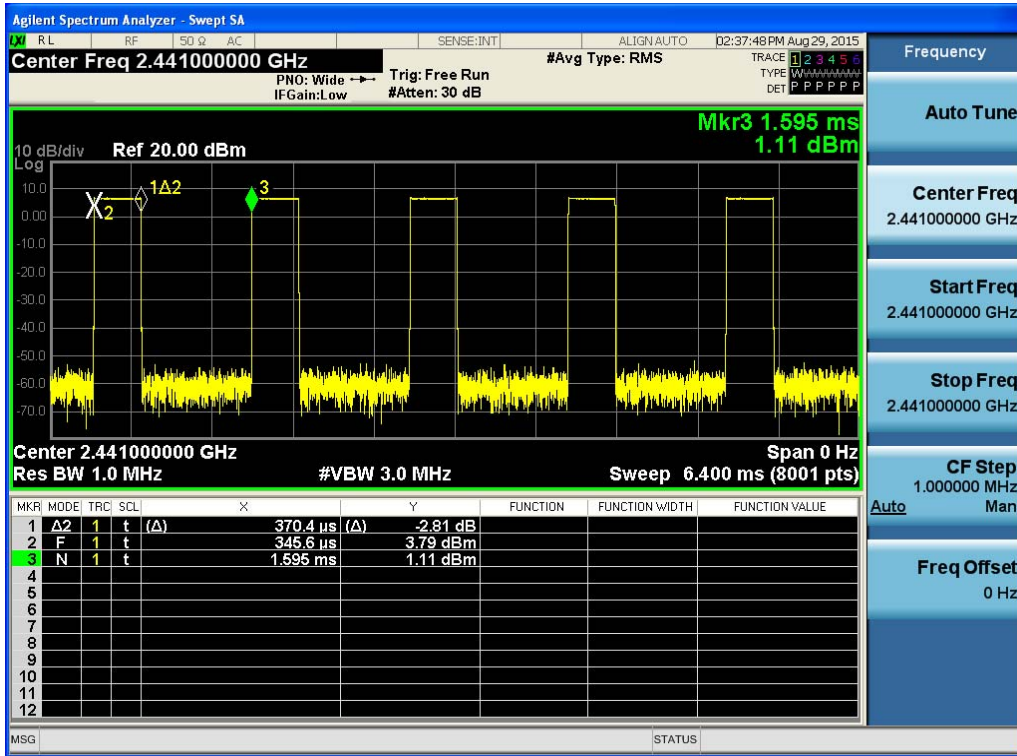 Agilent Spectrum Analyzer - Swept SA
LXI RL RF 50 Ω AC SENSE:INT ALIGN AUTO 02:37:48 PM Aug 29, 2015
Center Freq 2.441000000 GHz #Avg Type: RMS TRACE 1 2 3 4 5 6
PNO: Wide Trig: Free Run TYPE WWWWWW
IFGain:Low #Atten: 30 dB DET P P P P P P
Mkr3 1.595 ms
10 dB/div Ref 20.00 dBm 1.11 dBm
Log
10.0
1Δ2
3
X2
0.00
-10.0
-20.0
-30.0
-40.0
-50.0
-60.0
-70.0
Center 2.441000000 GHz Span 0 Hz
Res BW 1.0 MHz #VBW 3.0 MHz Sweep 6.400 ms (8001 pts)
MKR MODE TRC SCL X Y FUNCTION FUNCTION WIDTH FUNCTION VALUE
1 Δ2 1 t (Δ) 370.4 µs (Δ) -2.81 dB
2 F 1 t 345.6 µs 3.79 dBm
3 N 1 t 1.595 ms 1.11 dBm
4
5
6
7
8
9
10
11
12
MSG STATUS
Frequency
Auto Tune
Center Freq
2.441000000 GHz
Start Freq
2.441000000 GHz
Stop Freq
2.441000000 GHz
CF Step
1.000000 MHz
Auto Man
Freq Offset
0 Hz